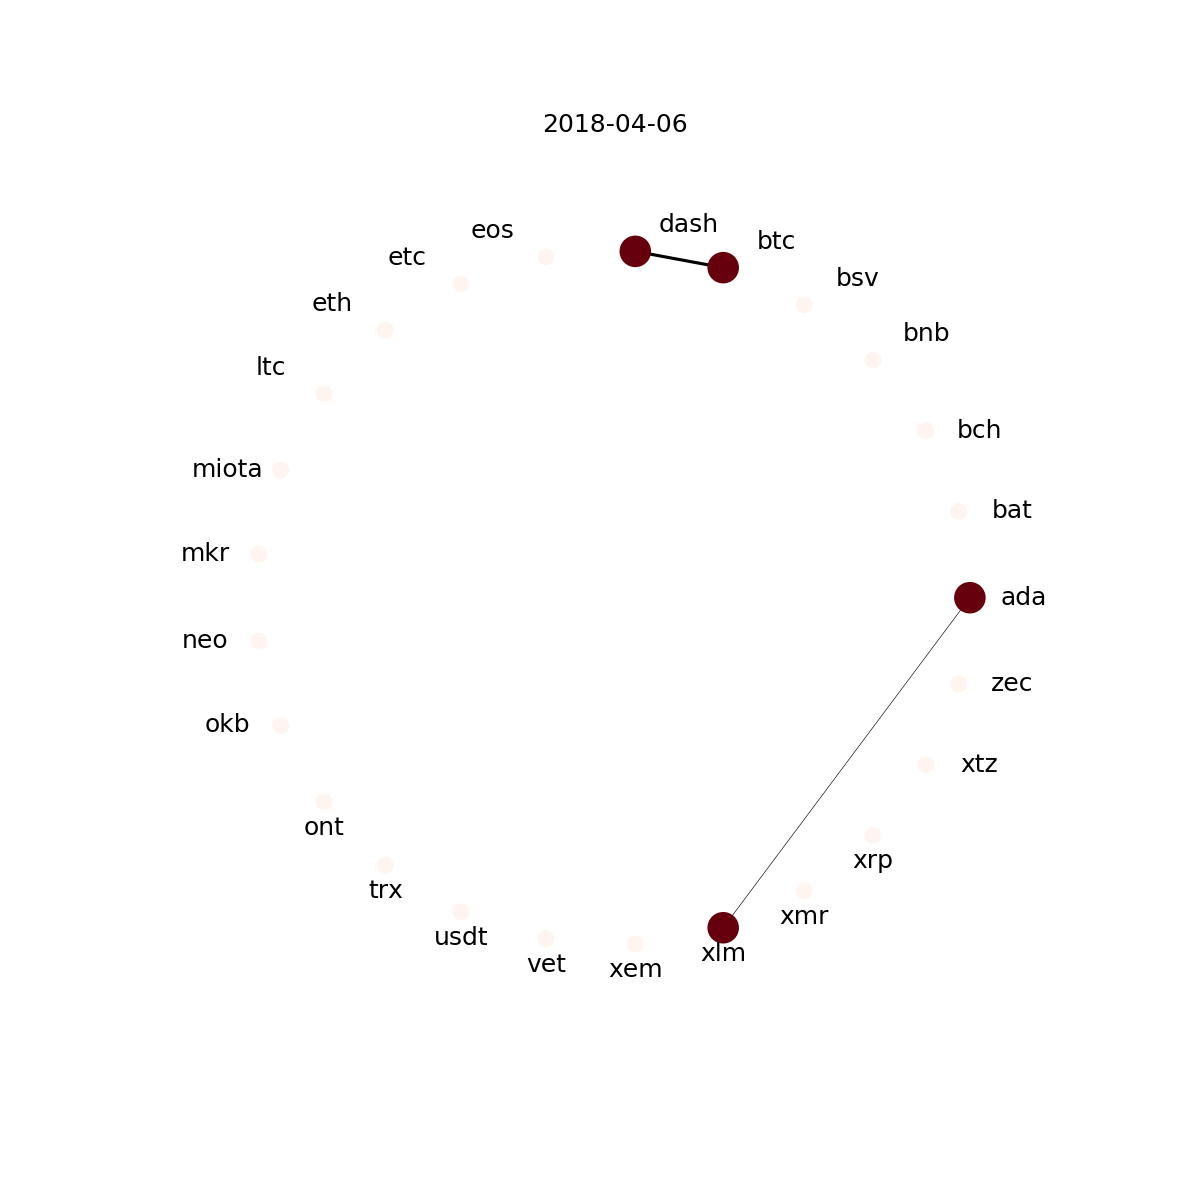 2018-04-06
dash
eos
btc
etc
bsv
eth
bnb
ltc
bch
miota
bat
mkr
ada
neo
zec
okb
xtz
ont
xrp
trx
xmr
usdt
xlm
vet
xem